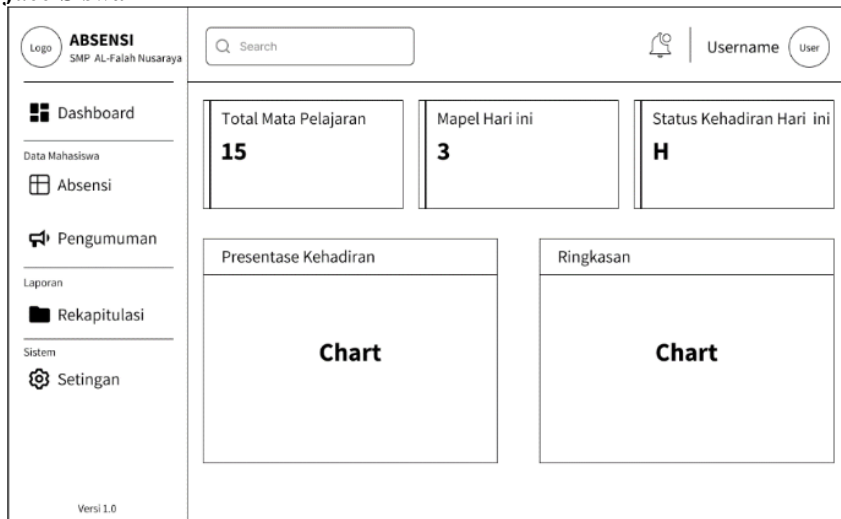 Logo
ABSENSI
SMP AL-Falah Nusaraya
Search
Username
User
Dashboard
Data Mahasiswa
Absensi
Pengumuman
Laporan
Rekapitulasi
Sistem
Setingan
Versi 1.0
Total Mata Pelajaran
15
Mapel Hari ini
3
Status Kehadiran Hari ini
H
Presentase Kehadiran
Chart
Ringkasan
Chart